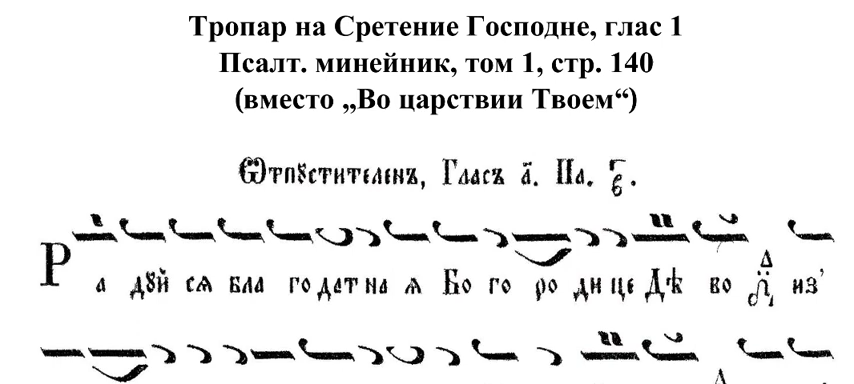 Тропар на Сретение Господне, глас 1
Псалт. минейник, том 1, стр. 140
(вместо „Во царствии Твоем“)
Ѿпꙋстителенъ, Гласъ а҃. Па.
Ра дꙋй сѧ бла го дат на ѧ Бо го ро ди це Дѣ во из̾